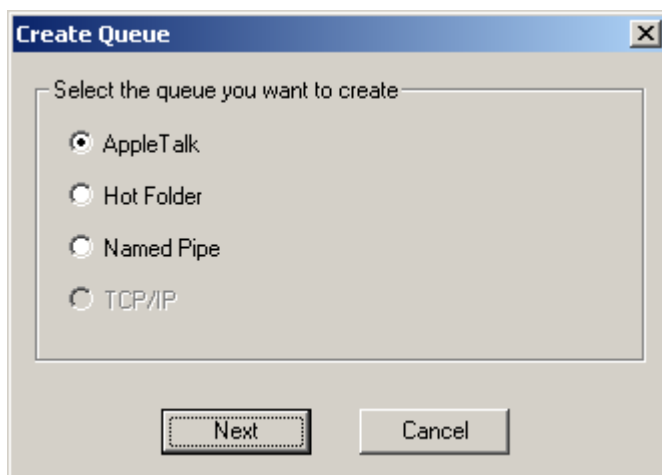 Create Queue
Select the queue you want to create
AppleTalk
Hot Folder
Named Pipe
TCP/IP
Next Cancel